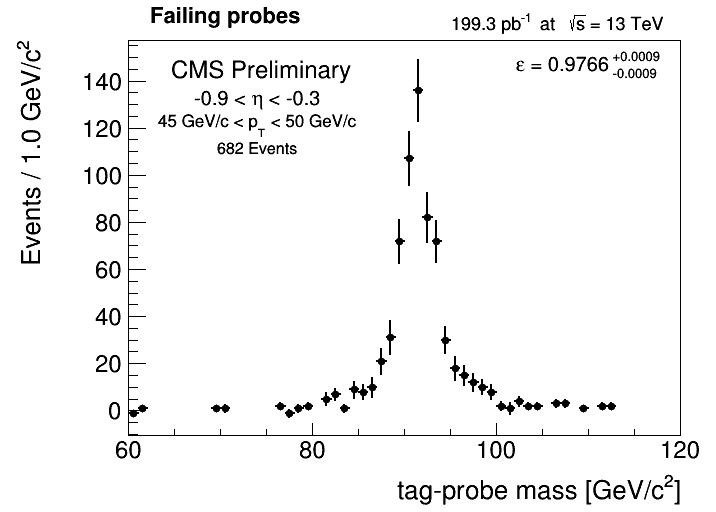 Failing probes
199.3 pb⁻¹ at √s = 13 TeV
CMS Preliminary
ε = 0.9766 +0.0009 -0.0009
-0.9 < η < -0.3
45 GeV/c < p_T < 50 GeV/c
682 Events
Events / 1.0 GeV/c²
140
120
100
80
60
40
20
0
60 80 100 120
tag-probe mass [GeV/c²]